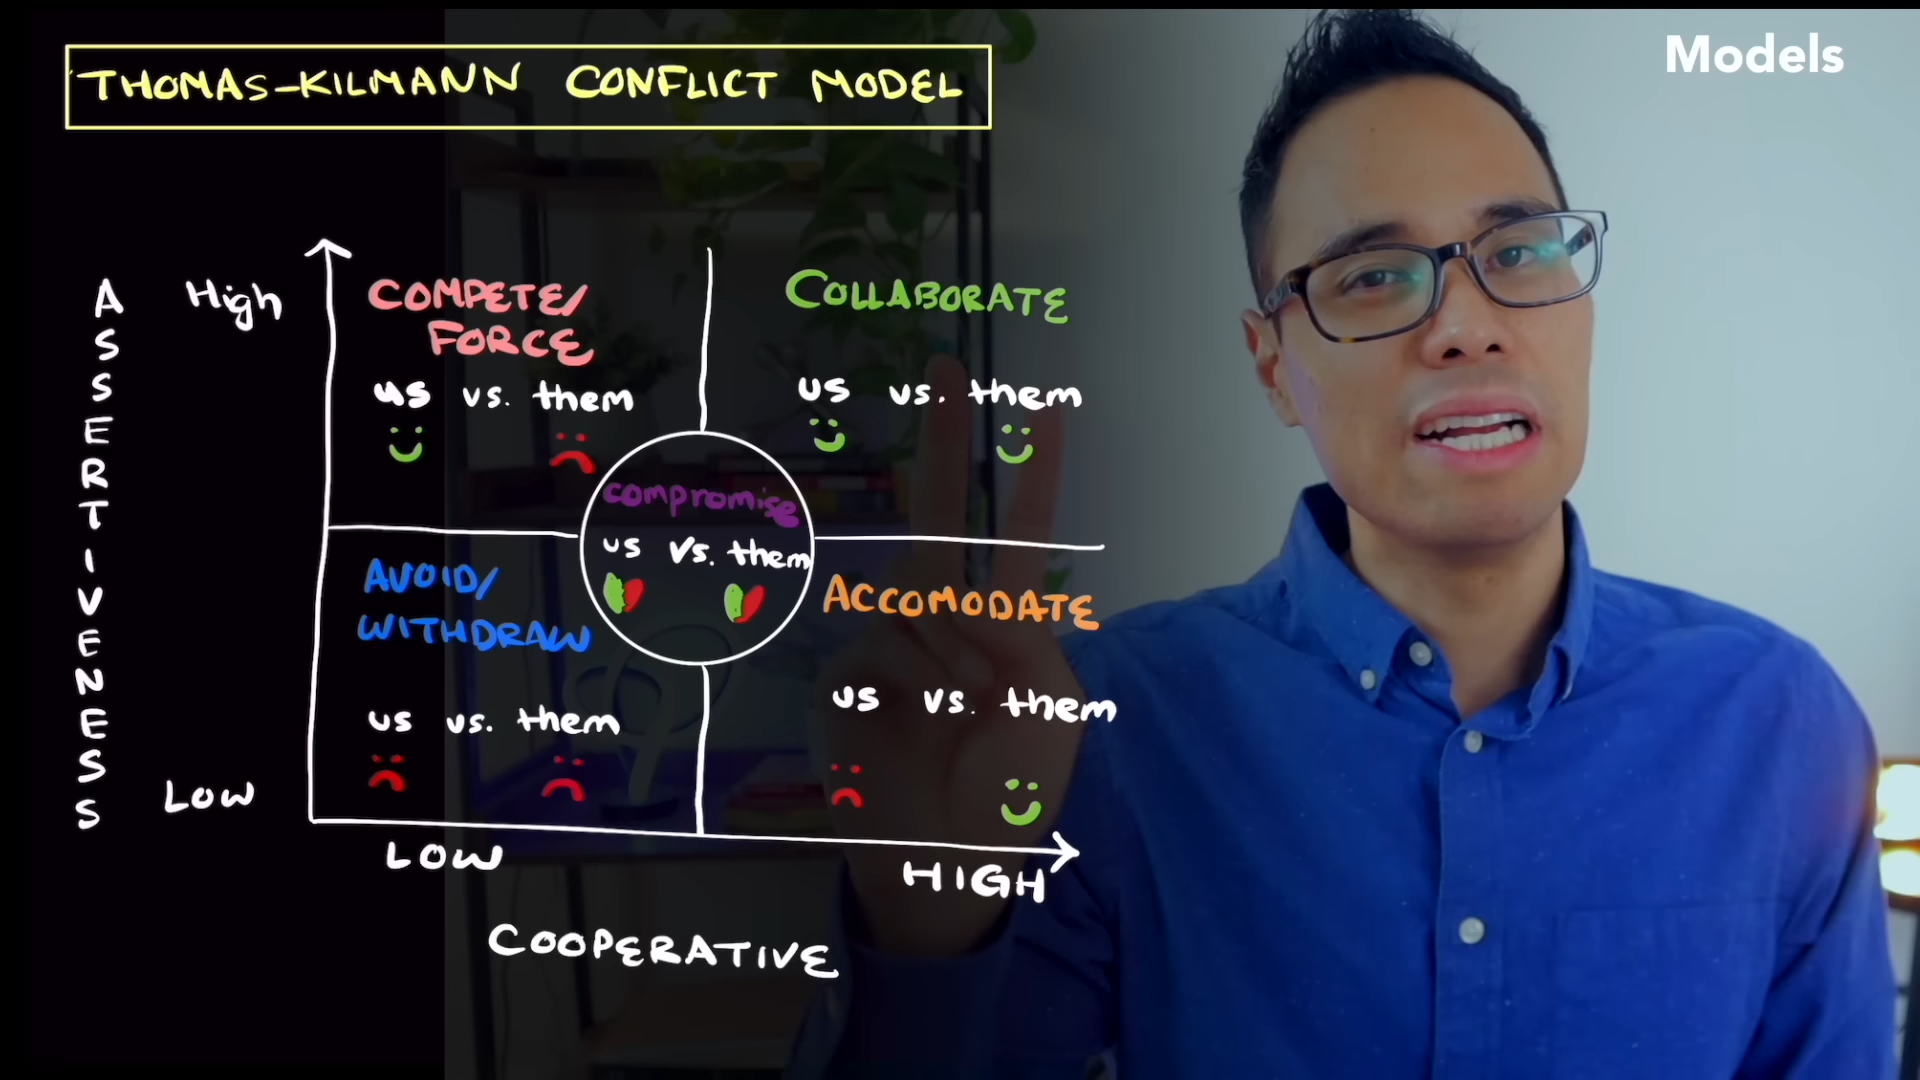 Models
THOMAS-KILMANN CONFLICT MODEL
ASSERTIVENESS
High
COMPETE/
FORCE
us vs. them
COLLABORATE
us vs. them
compromise
us vs. them
AVOID/
WITHDRAW
us vs. them
ACCOMODATE
us vs. them
Low
LOW
HIGH
COOPERATIVE